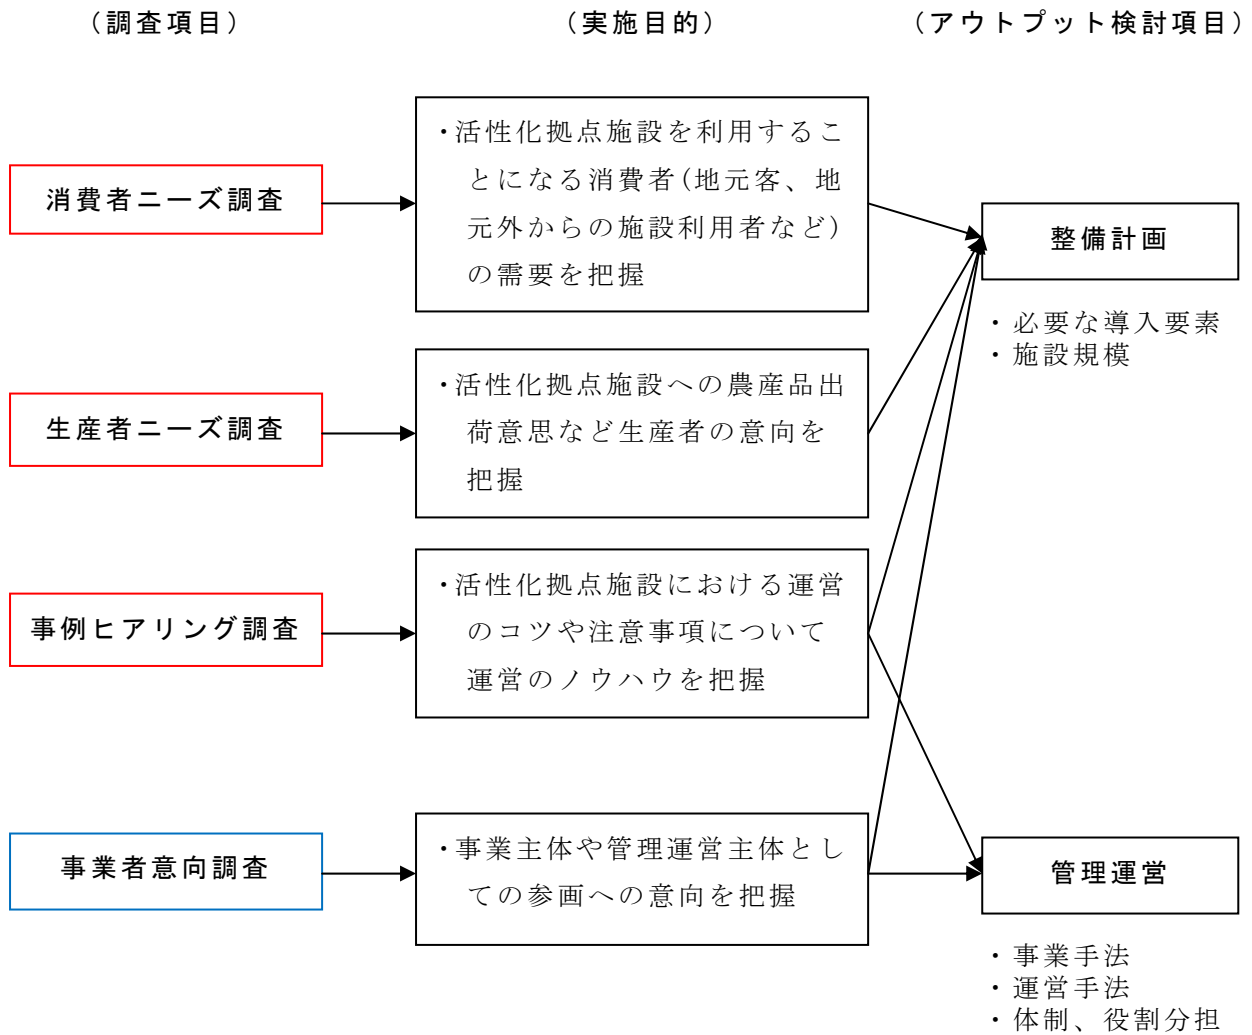 （調査項目）
（実施目的）
（アウトプット検討項目）
消費者ニーズ調査
・活性化拠点施設を利用するこ
とになる消費者(地元客、地
元外からの施設利用者など)
の需要を把握
整備計画
・必要な導入要素
・施設規模
生産者ニーズ調査
・活性化拠点施設への農産品出
荷意思など生産者の意向を
把握
事例ヒアリング調査
・活性化拠点施設における運営
のコツや注意事項について
運営のノウハウを把握
事業者意向調査
・事業主体や管理運営主体とし
ての参画への意向を把握
管理運営
・事業手法
・運営手法
・体制、役割分担